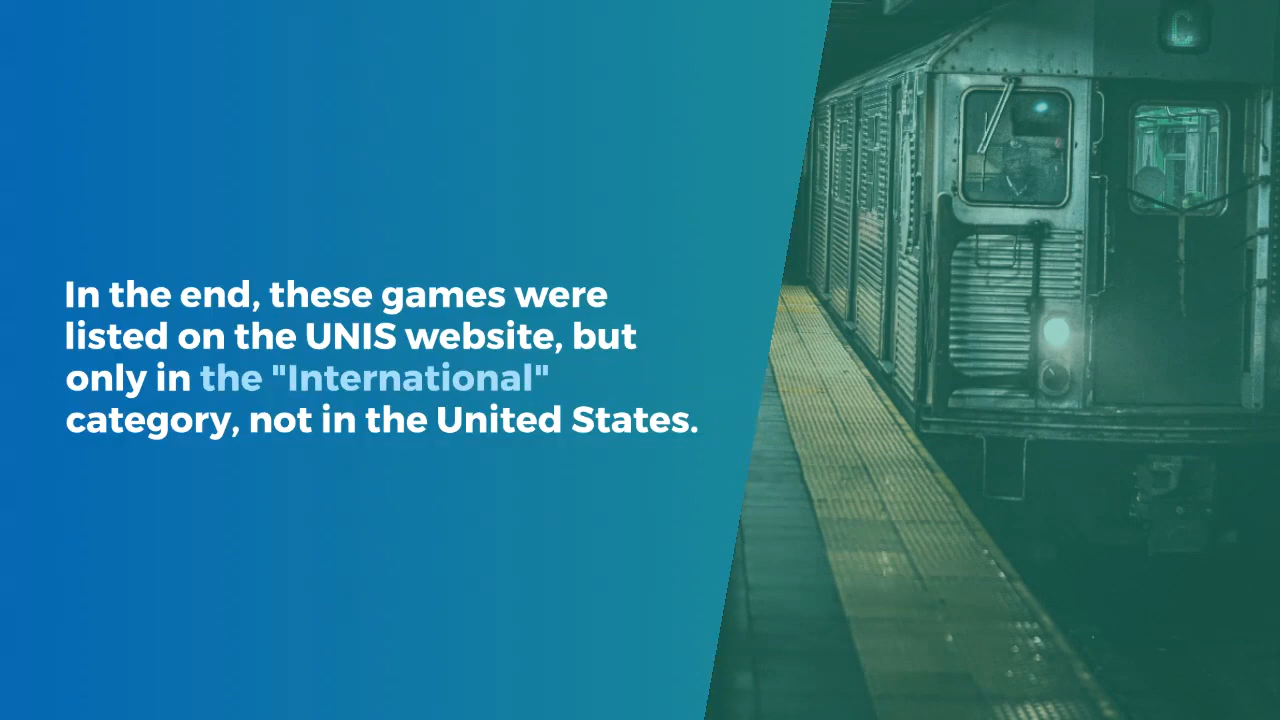 In the end, these games were
listed on the UNIS website, but
only in the "International"
category, not in the United States.
C